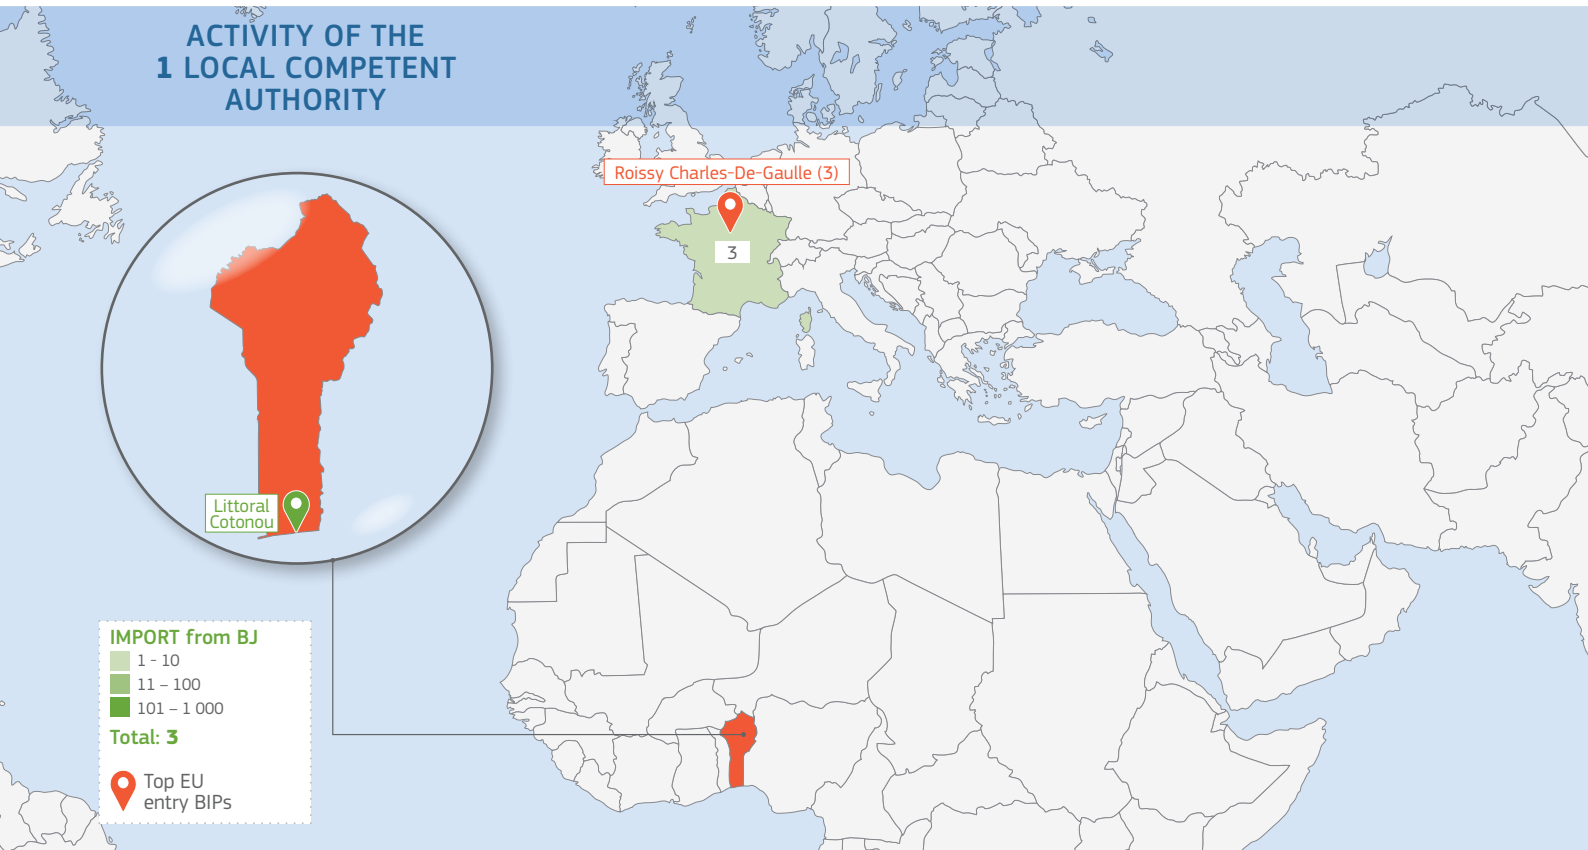 ACTIVITY OF THE
1 LOCAL COMPETENT
AUTHORITY
Roissy Charles-De-Gaulle (3)
3
Littoral
Cotonou
IMPORT from BJ
1 - 10
11 – 100
101 – 1 000
Total: 3
Top EU
entry BIPs